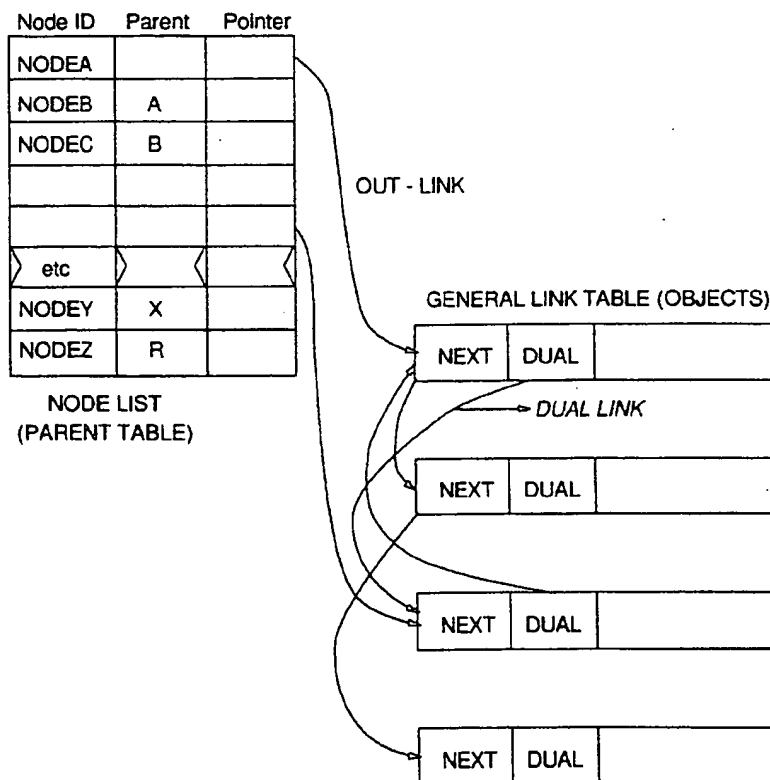 Node ID Parent Pointer
NODEA
NODEB A
NODEC B
etc
NODEY X
NODEZ R
NODE LIST
(PARENT TABLE)
OUT - LINK
GENERAL LINK TABLE (OBJECTS)
NEXT DUAL
DUAL LINK
NEXT DUAL
NEXT DUAL
NEXT DUAL